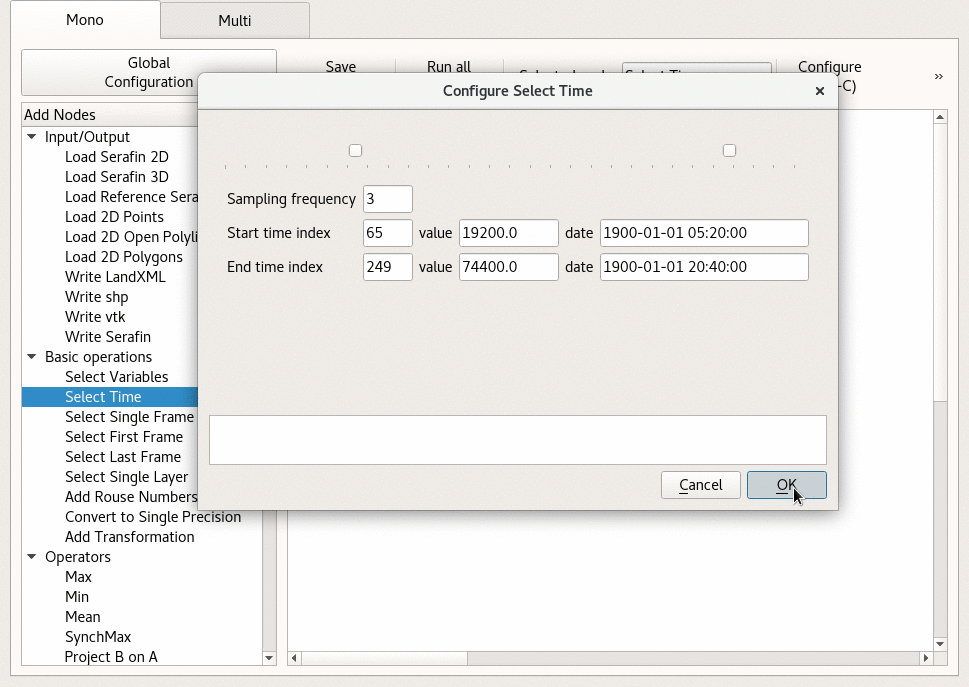 Mono
Multi
Global
Configuration
Save
Run all
Configure
-C)
»
Configure Select Time
Add Nodes
Input/Output
Load Serafin 2D
Load Serafin 3D
Load Reference Sera
Load 2D Points
Load 2D Open Polyli
Load 2D Polygons
Write LandXML
Write shp
Write vtk
Write Serafin
Basic operations
Select Variables
Select Time
Select Single Frame
Select First Frame
Select Last Frame
Select Single Layer
Add Rouse Numbers
Convert to Single Precision
Add Transformation
Operators
Max
Min
Mean
SynchMax
Project B on A
Sampling frequency 3
Start time index 65 value 19200.0 date 1900-01-01 05:20:00
End time index 249 value 74400.0 date 1900-01-01 20:40:00
Cancel
OK